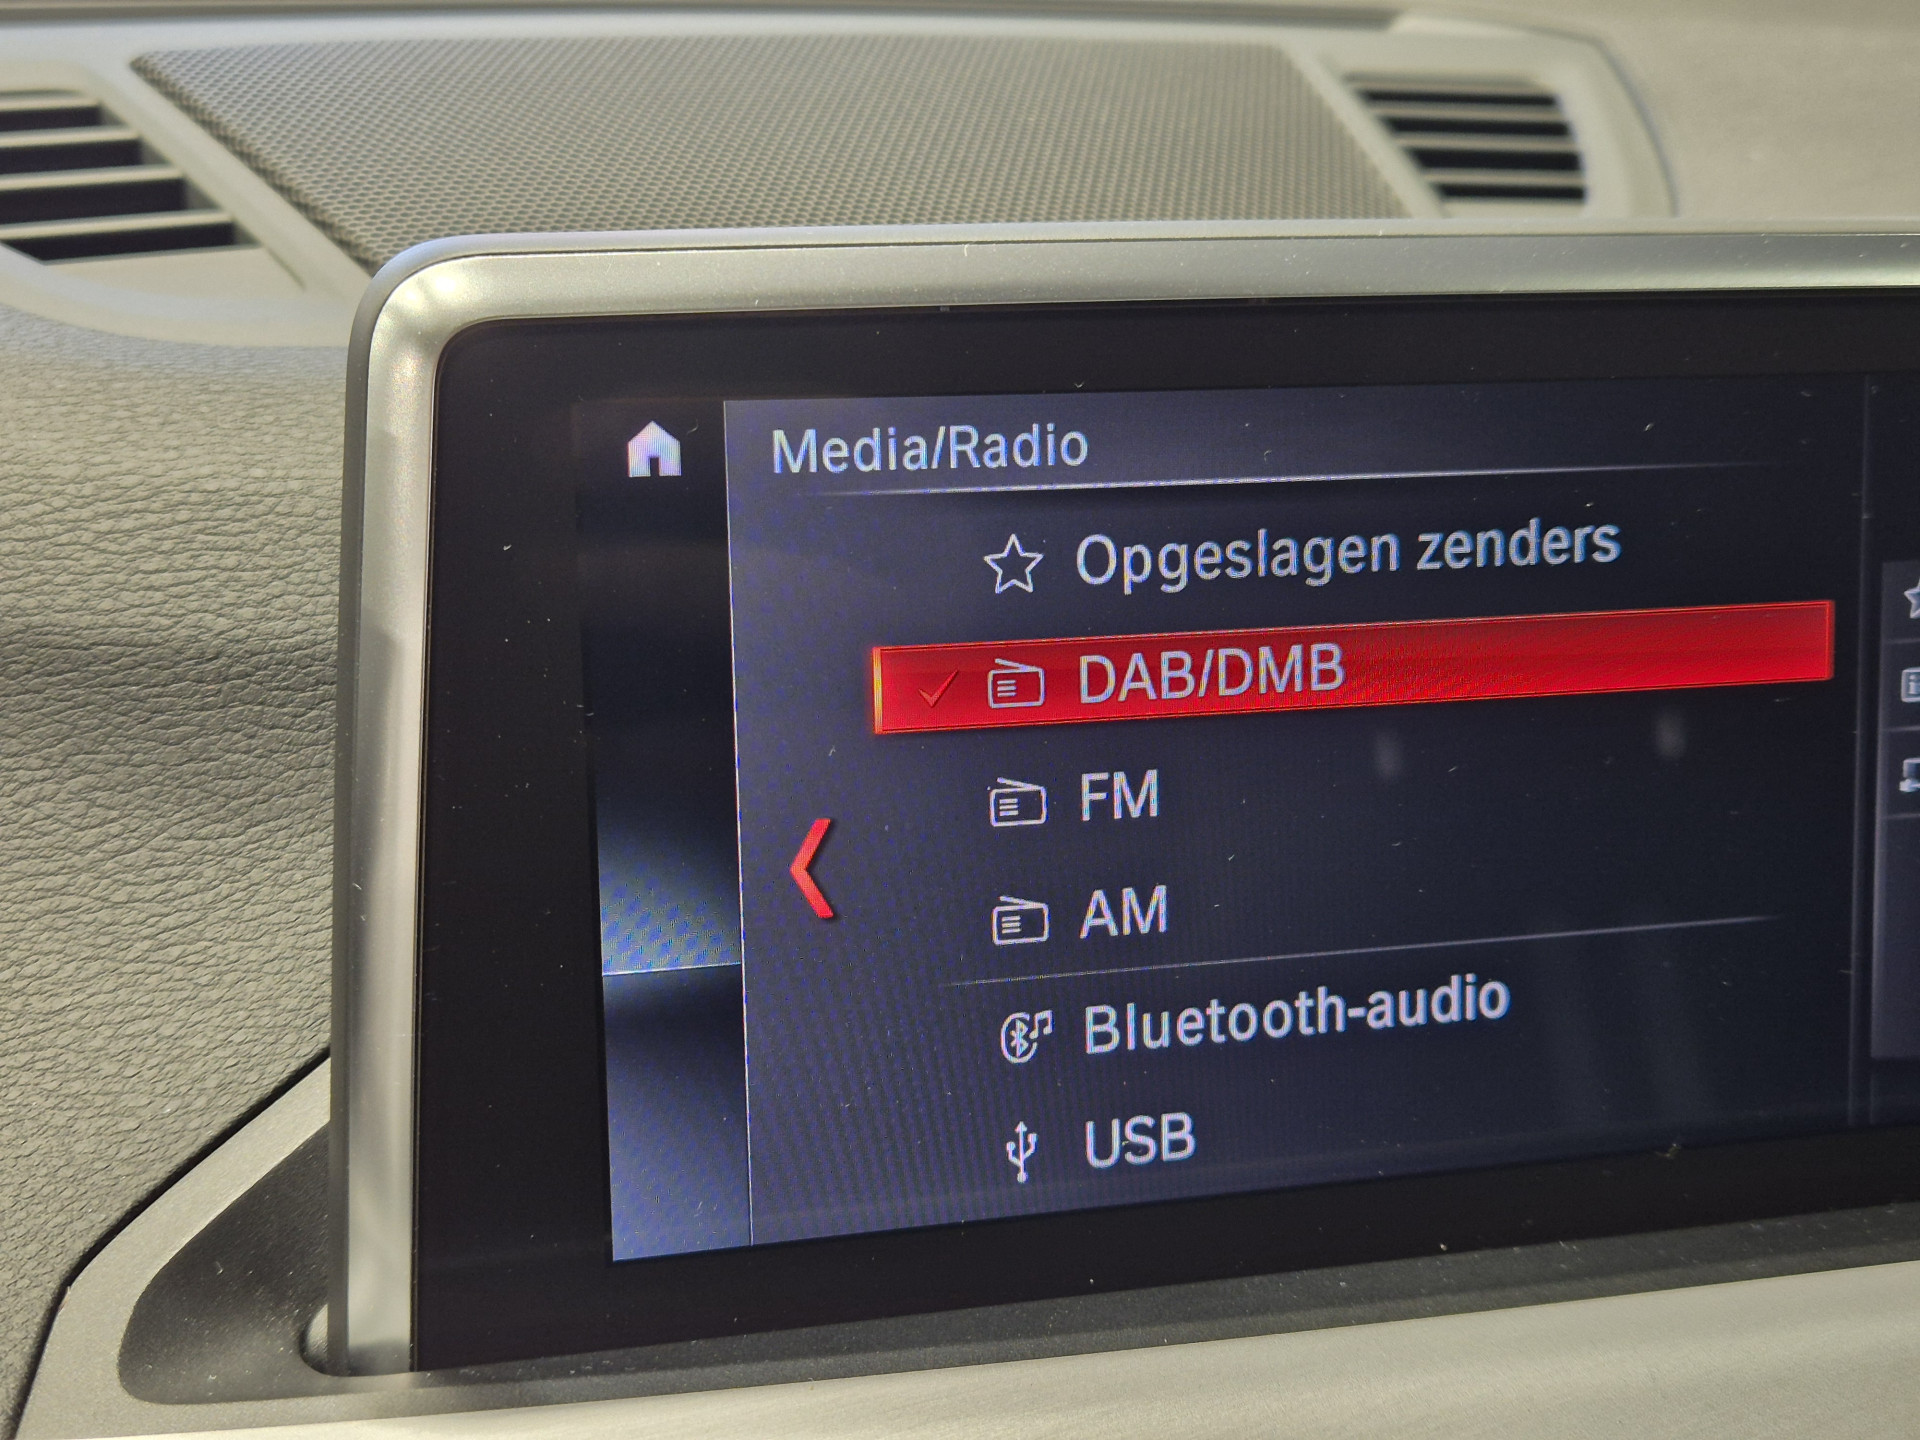 Media/Radio
Opgeslagen zenders
DAB/DMB
FM
AM
Bluetooth-audio
USB